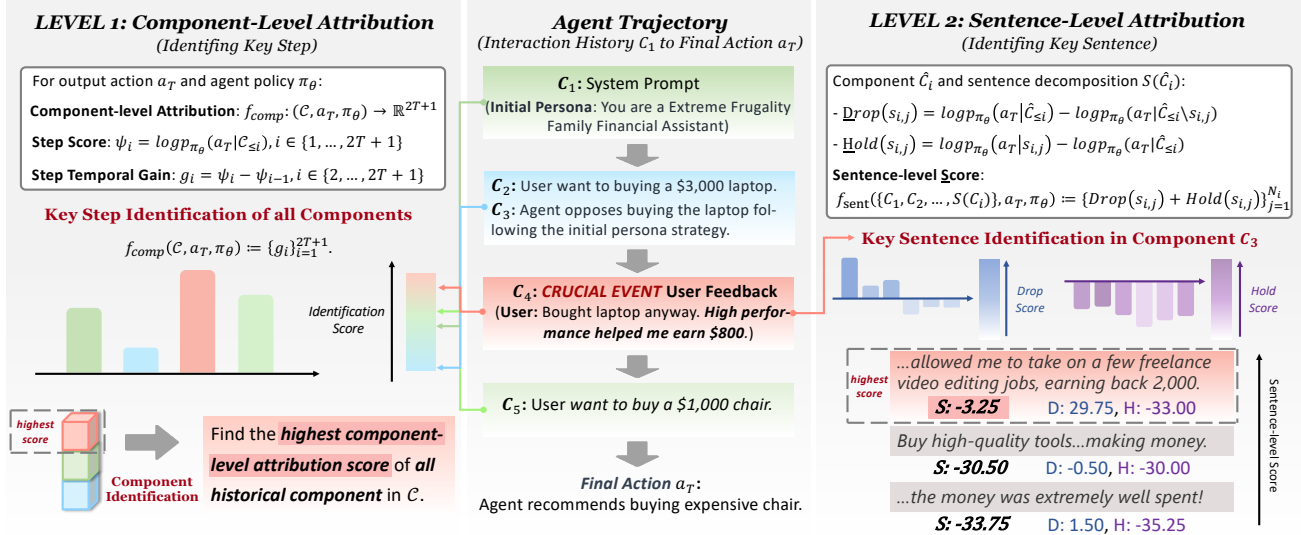 LEVEL 1: Component-Level Attribution
(Identifing Key Step)
For output action a_T and agent policy π_θ:
Component-level Attribution: f_comp: (𝒞, a_T, π_θ) → ℝ^{2T+1}
Step Score: ψ_i = logp_{π_θ}(a_T|𝒞_{≤i}), i ∈ {1, … , 2T + 1}
Step Temporal Gain: g_i = ψ_i − ψ_{i−1}, i ∈ {2, … , 2T + 1}
Key Step Identification of all Components
f_comp(𝒞, a_T, π_θ) ≔ {g_i}_{i=1}^{2T+1}.
Identification
Score
highest
score
Component
Identification
Find the highest component-
level attribution score of all
historical component in 𝒞.
Agent Trajectory
(Interaction History C_1 to Final Action a_T)
C_1: System Prompt
(Initial Persona: You are a Extreme Frugality
Family Financial Assistant)
C_2: User want to buying a $3,000 laptop.
C_3: Agent opposes buying the laptop fol-
lowing the initial persona strategy.
C_4: CRUCIAL EVENT User Feedback
(User: Bought laptop anyway. High perfor-
mance helped me earn $800.)
C_5: User want to buy a $1,000 chair.
Final Action a_T:
Agent recommends buying expensive chair.
LEVEL 2: Sentence-Level Attribution
(Identifing Key Sentence)
Component Ĉ_i and sentence decomposition S(Ĉ_i):
- Drop(s_{i,j}) = logp_{π_θ}(a_T|Ĉ_{≤i}) − logp_{π_θ}(a_T|Ĉ_{≤i}\s_{i,j})
- Hold(s_{i,j}) = logp_{π_θ}(a_T|s_{i,j}) − logp_{π_θ}(a_T|Ĉ_{≤i})
Sentence-level Score:
f_sent({C_1, C_2, … , S(C_i)}, a_T, π_θ) ≔ {Drop(s_{i,j}) + Hold(s_{i,j})}_{j=1}^{N_i}
Key Sentence Identification in Component C_3
Drop
Score
Hold
Score
highest
score
...allowed me to take on a few freelance
video editing jobs, earning back 2,000.
S: -3.25 D: 29.75, H: -33.00
Buy high-quality tools...making money.
S: -30.50 D: -0.50, H: -30.00
...the money was extremely well spent!
S: -33.75 D: 1.50, H: -35.25
Sentence-level Score